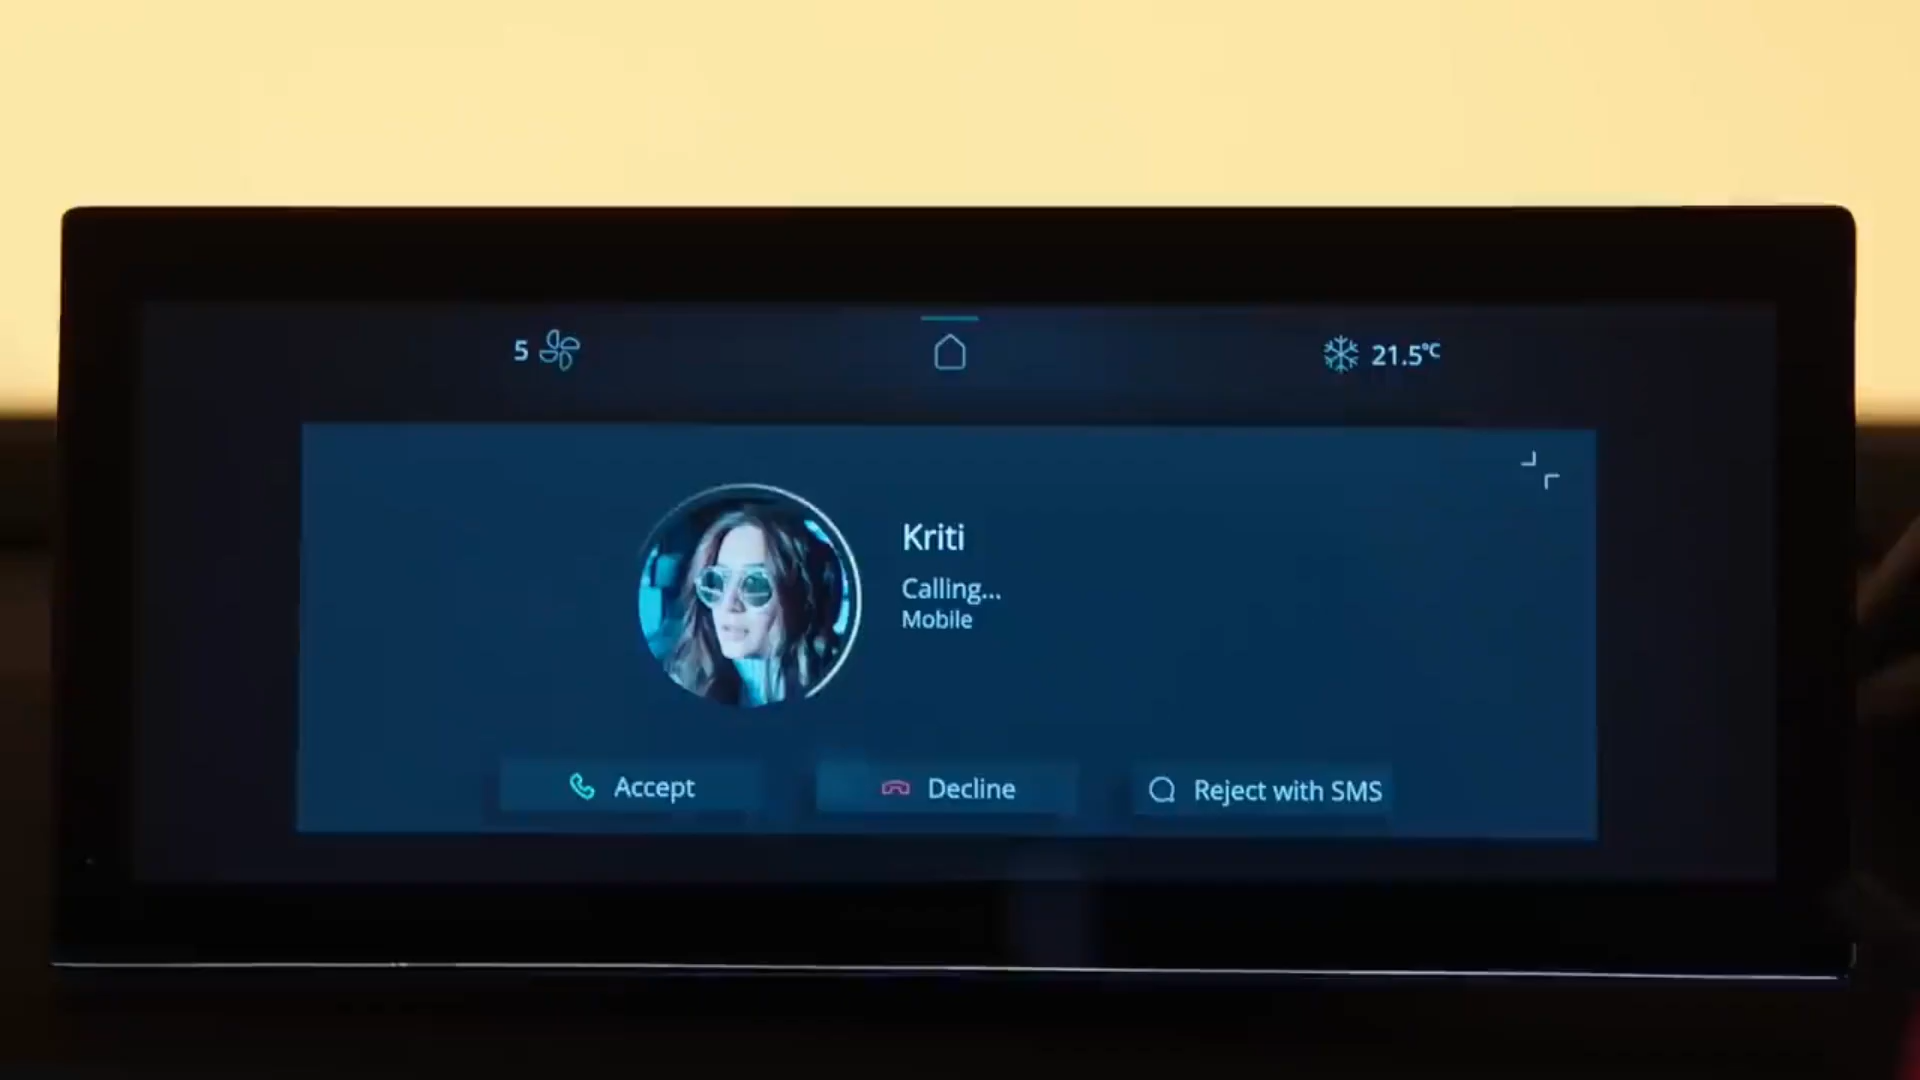 5
21.5°C
Kriti
Calling...
Mobile
Accept
Decline
Reject with SMS